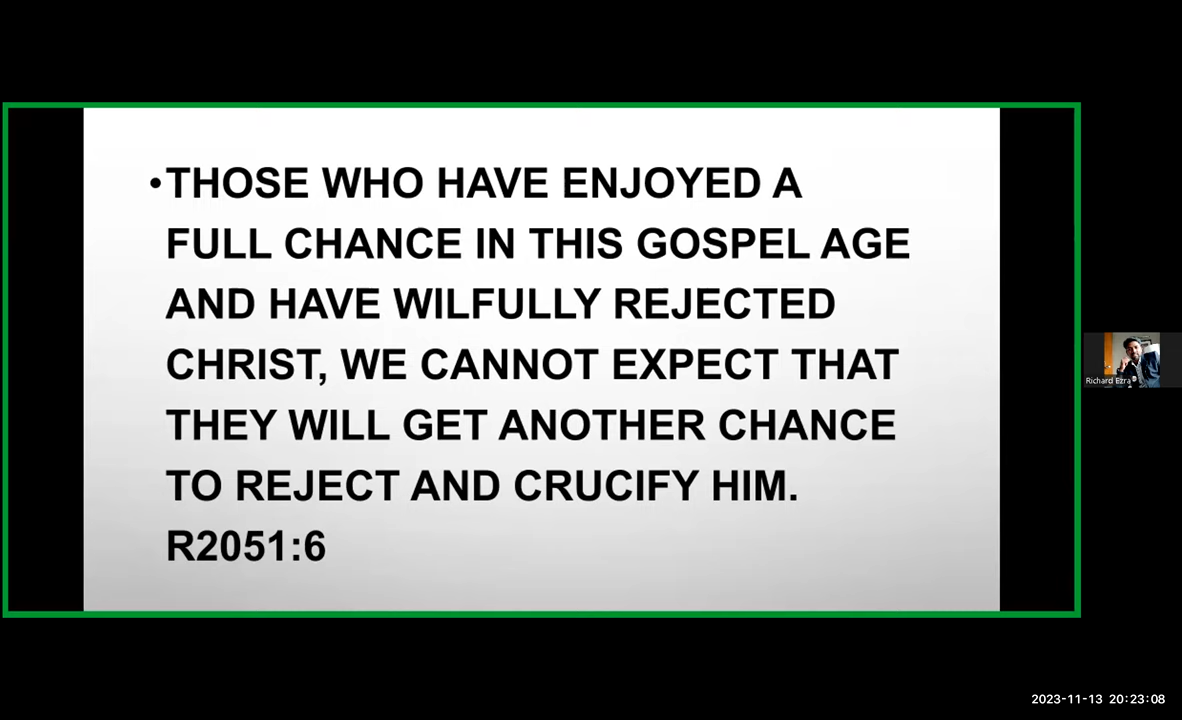 •THOSE WHO HAVE ENJOYED A
FULL CHANCE IN THIS GOSPEL AGE
AND HAVE WILFULLY REJECTED
CHRIST, WE CANNOT EXPECT THAT
THEY WILL GET ANOTHER CHANCE
TO REJECT AND CRUCIFY HIM.
R2051:6
Richard Ezra
2023-11-13 20:23:08